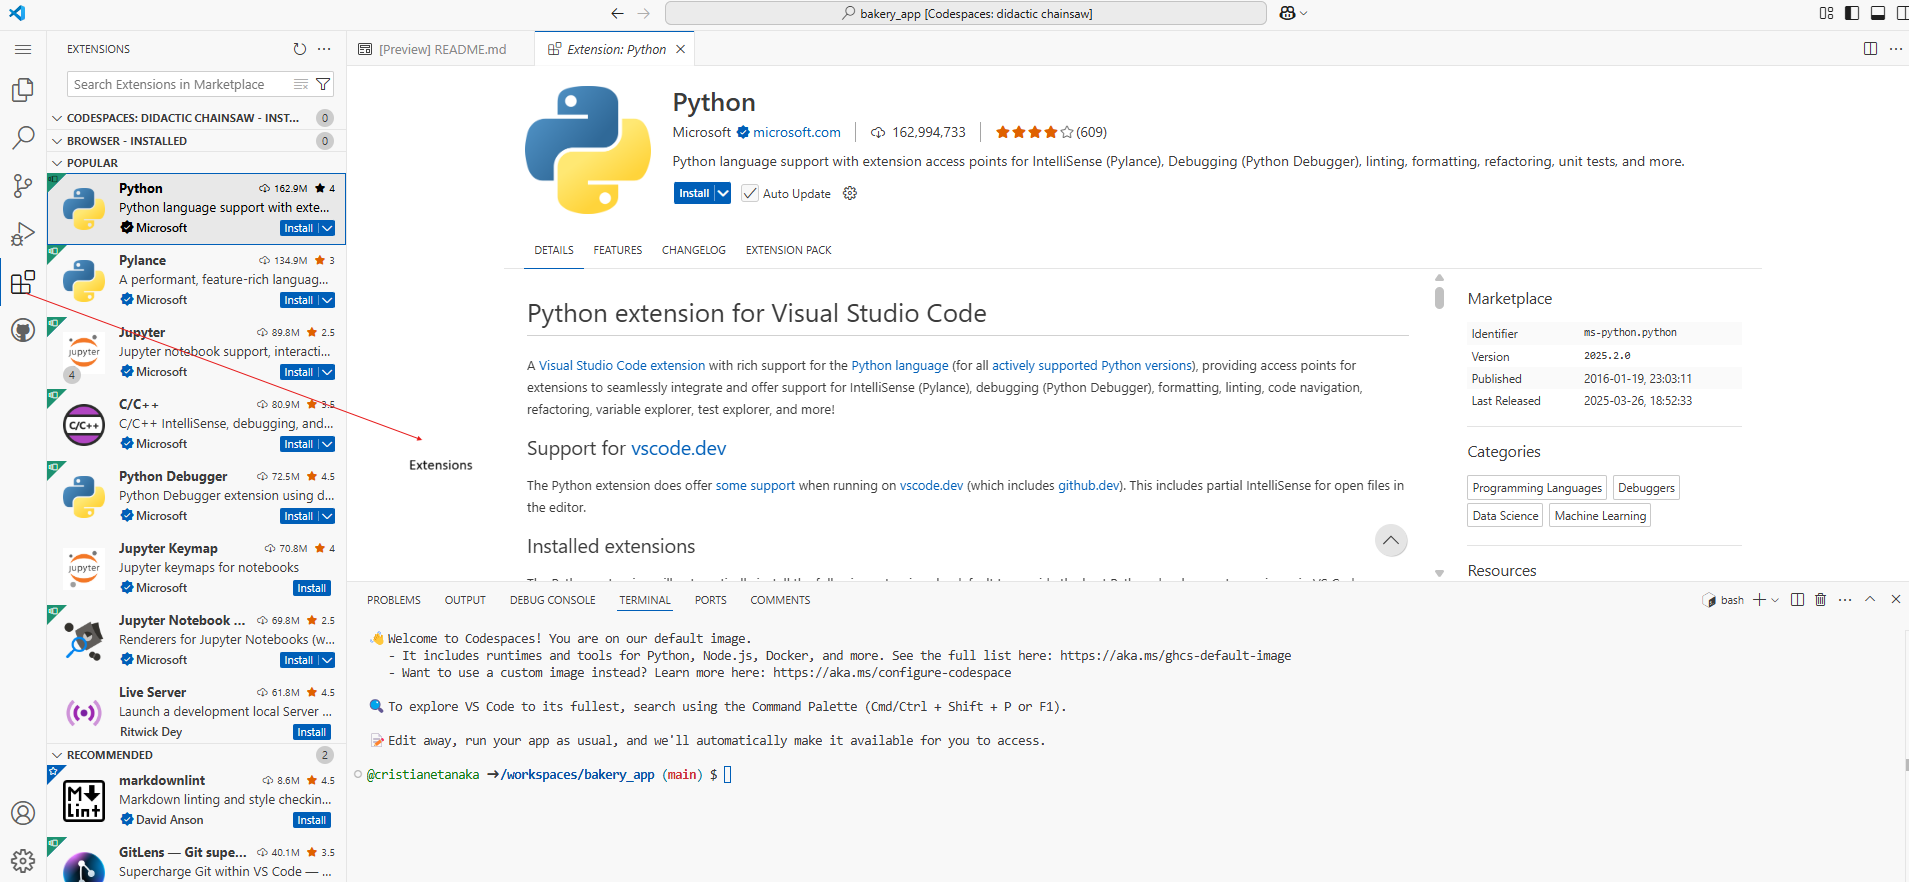 bakery_app [Codespaces: didactic chainsaw]
EXTENSIONS
Search Extensions in Marketplace
CODESPACES: DIDACTIC CHAINSAW - INST... 0
BROWSER - INSTALLED 0
POPULAR
Python 162.9M 4
Python language support with exte...
Microsoft Install
Pylance 134.9M 3
A performant, feature-rich languag...
Microsoft Install
Jupyter 89.8M 2.5
Jupyter notebook support, interacti...
Microsoft Install
jupyter
4
C/C++ 80.9M 3.5
C/C++ IntelliSense, debugging, and...
Microsoft Install
C/C++
Python Debugger 72.5M 4.5
Python Debugger extension using d...
Microsoft Install
Jupyter Keymap 70.8M 4
Jupyter keymaps for notebooks
Microsoft Install
jupyter
Jupyter Notebook ... 69.8M 2.5
Renderers for Jupyter Notebooks (w...
Microsoft Install
Live Server 61.8M 4.5
Launch a development local Server ...
Ritwick Dey Install
RECOMMENDED 2
markdownlint 8.6M 4.5
Markdown linting and style checkin...
David Anson Install
M
Lint
GitLens — Git supe... 40.1M 3.5
Supercharge Git within VS Code — ...
[Preview] README.md
Extension: Python
Python
Microsoft microsoft.com 162,994,733 (609)
Python language support with extension access points for IntelliSense (Pylance), Debugging (Python Debugger), linting, formatting, refactoring, unit tests, and more.
Install Auto Update
DETAILS FEATURES CHANGELOG EXTENSION PACK
Python extension for Visual Studio Code
A Visual Studio Code extension with rich support for the Python language (for all actively supported Python versions), providing access points for
extensions to seamlessly integrate and offer support for IntelliSense (Pylance), debugging (Python Debugger), formatting, linting, code navigation,
refactoring, variable explorer, test explorer, and more!
Support for vscode.dev
Extensions
The Python extension does offer some support when running on vscode.dev (which includes github.dev). This includes partial IntelliSense for open files in
the editor.
Installed extensions
Marketplace
Identifier ms-python.python
Version 2025.2.0
Published 2016-01-19, 23:03:11
Last Released 2025-03-26, 18:52:33
Categories
Programming Languages Debuggers
Data Science Machine Learning
Resources
PROBLEMS OUTPUT DEBUG CONSOLE TERMINAL PORTS COMMENTS
bash
Welcome to Codespaces! You are on our default image.
- It includes runtimes and tools for Python, Node.js, Docker, and more. See the full list here: https://aka.ms/ghcs-default-image
- Want to use a custom image instead? Learn more here: https://aka.ms/configure-codespace
To explore VS Code to its fullest, search using the Command Palette (Cmd/Ctrl + Shift + P or F1).
Edit away, run your app as usual, and we'll automatically make it available for you to access.
@cristianetanaka ➜/workspaces/bakery_app (main) $